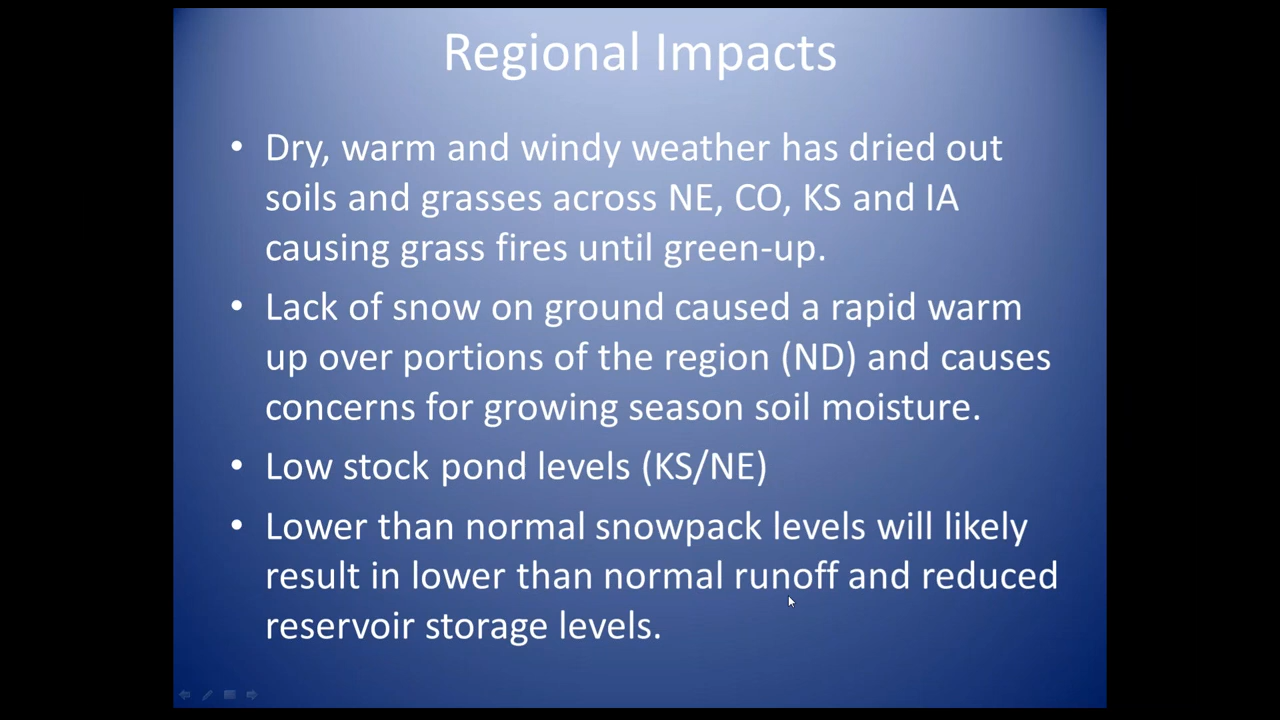 Regional Impacts
• Dry, warm and windy weather has dried out
soils and grasses across NE, CO, KS and IA
causing grass fires until green-up.
• Lack of snow on ground caused a rapid warm
up over portions of the region (ND) and causes
concerns for growing season soil moisture.
• Low stock pond levels (KS/NE)
• Lower than normal snowpack levels will likely
result in lower than normal runoff and reduced
reservoir storage levels.